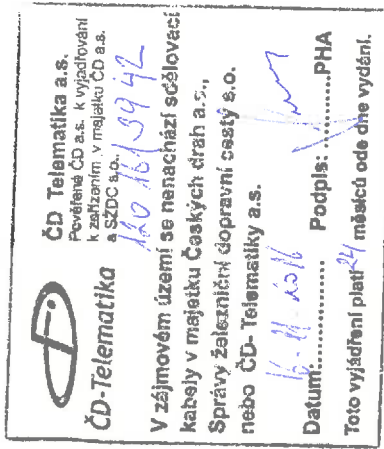 ČD-Telematika
ČD Telematika a.s.
Pověřené ČD a.s. k vyjadřování
k zařízením v majetku ČD a.s.
a SŽDC s.o.
V zájmovém území se nenachází sdělovací
kabely v majetku Českých drah a.s.,
Správy železniční dopravní cesty s.o.
nebo ČD- Telematiky a.s.
Datum: Podpis: PHA
Toto vyjádření platí 24 měsíců ode dne vydání.